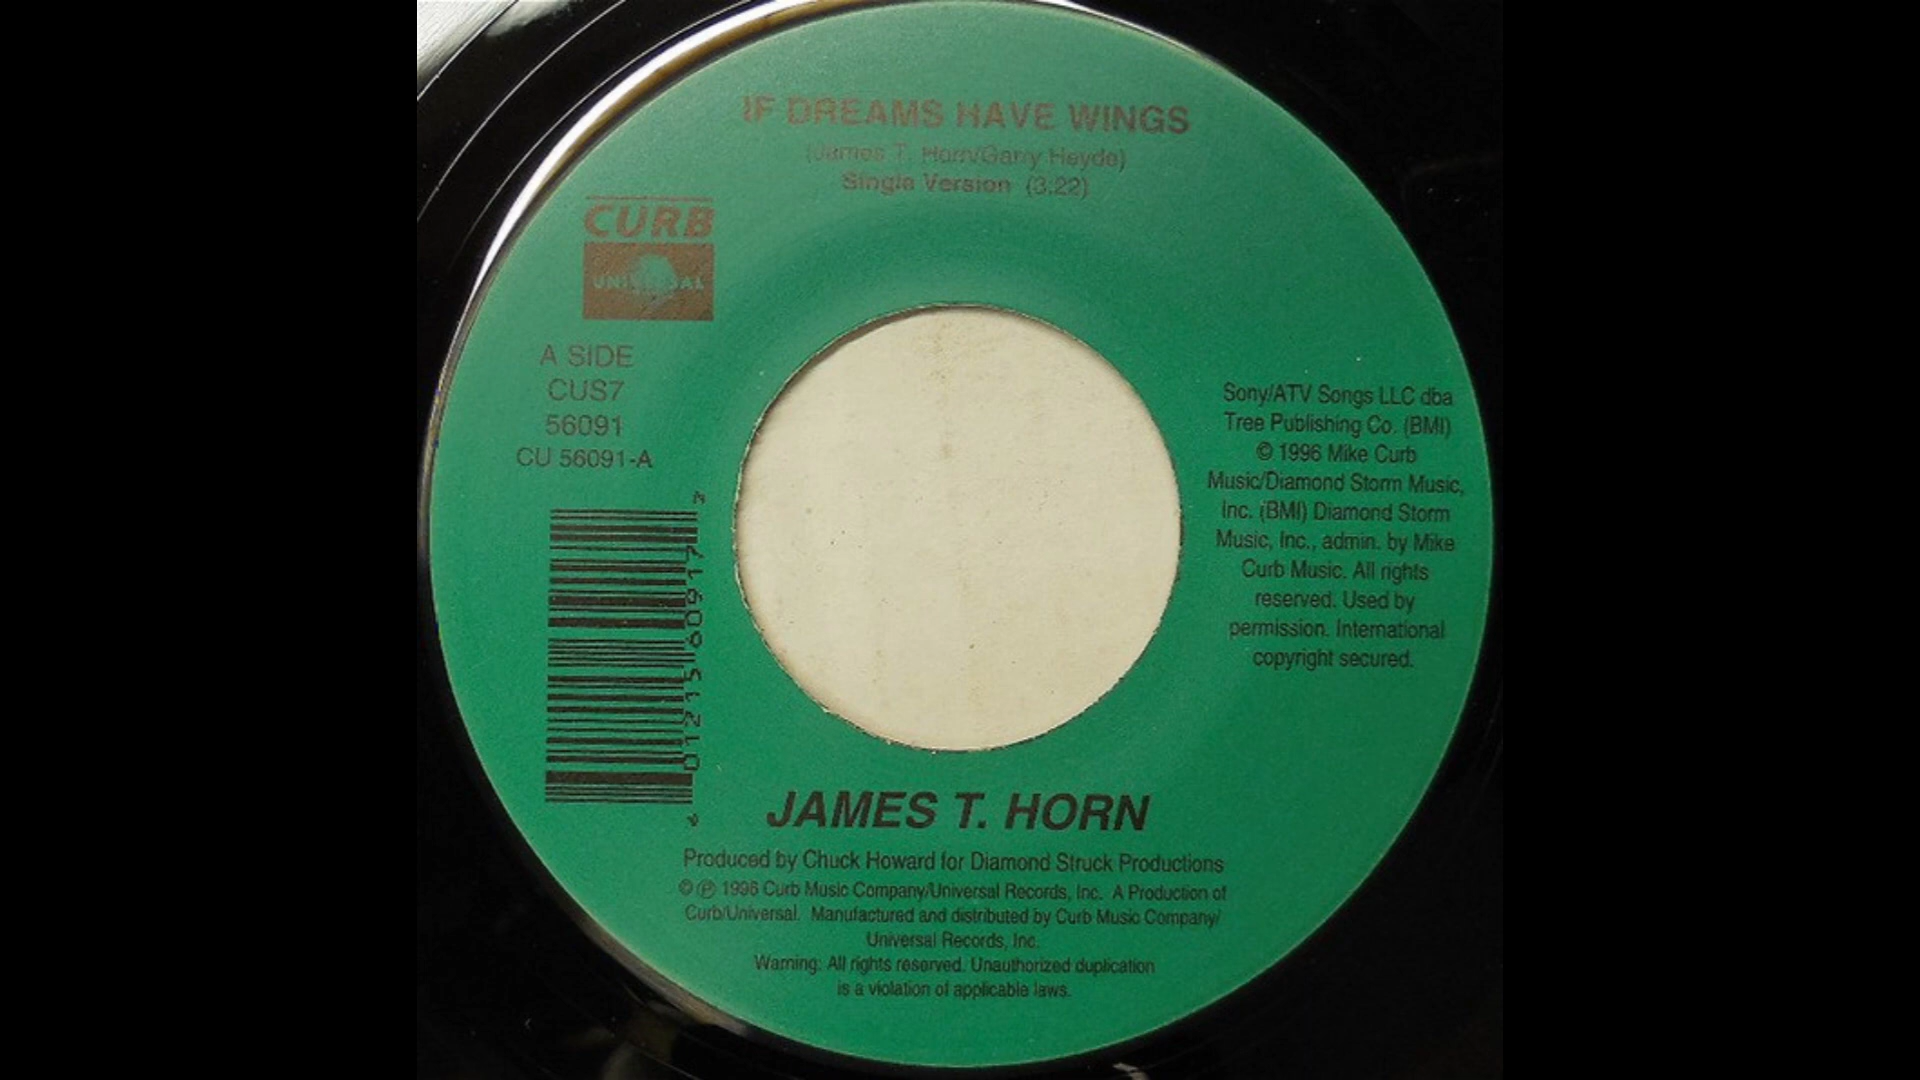 IF DREAMS HAVE WINGS
(James T. Horn/Garry Heyde)
Single Version (3:22)
CURB
UNIVERSAL
A SIDE
CUS7
56091
CU 56091-A
Sony/ATV Songs LLC dba
Tree Publishing Co. (BMI)
© 1996 Mike Curb
Music/Diamond Storm Music,
Inc. (BMI) Diamond Storm
Music, Inc., admin. by Mike
Curb Music. All rights
reserved. Used by
permission. International
copyright secured.
JAMES T. HORN
Produced by Chuck Howard for Diamond Struck Productions
© ℗ 1996 Curb Music Company/Universal Records, Inc. A Production of
Curb/Universal. Manufactured and distributed by Curb Music Company/
Universal Records, Inc.
Warning: All rights reserved. Unauthorized duplication
is a violation of applicable laws.